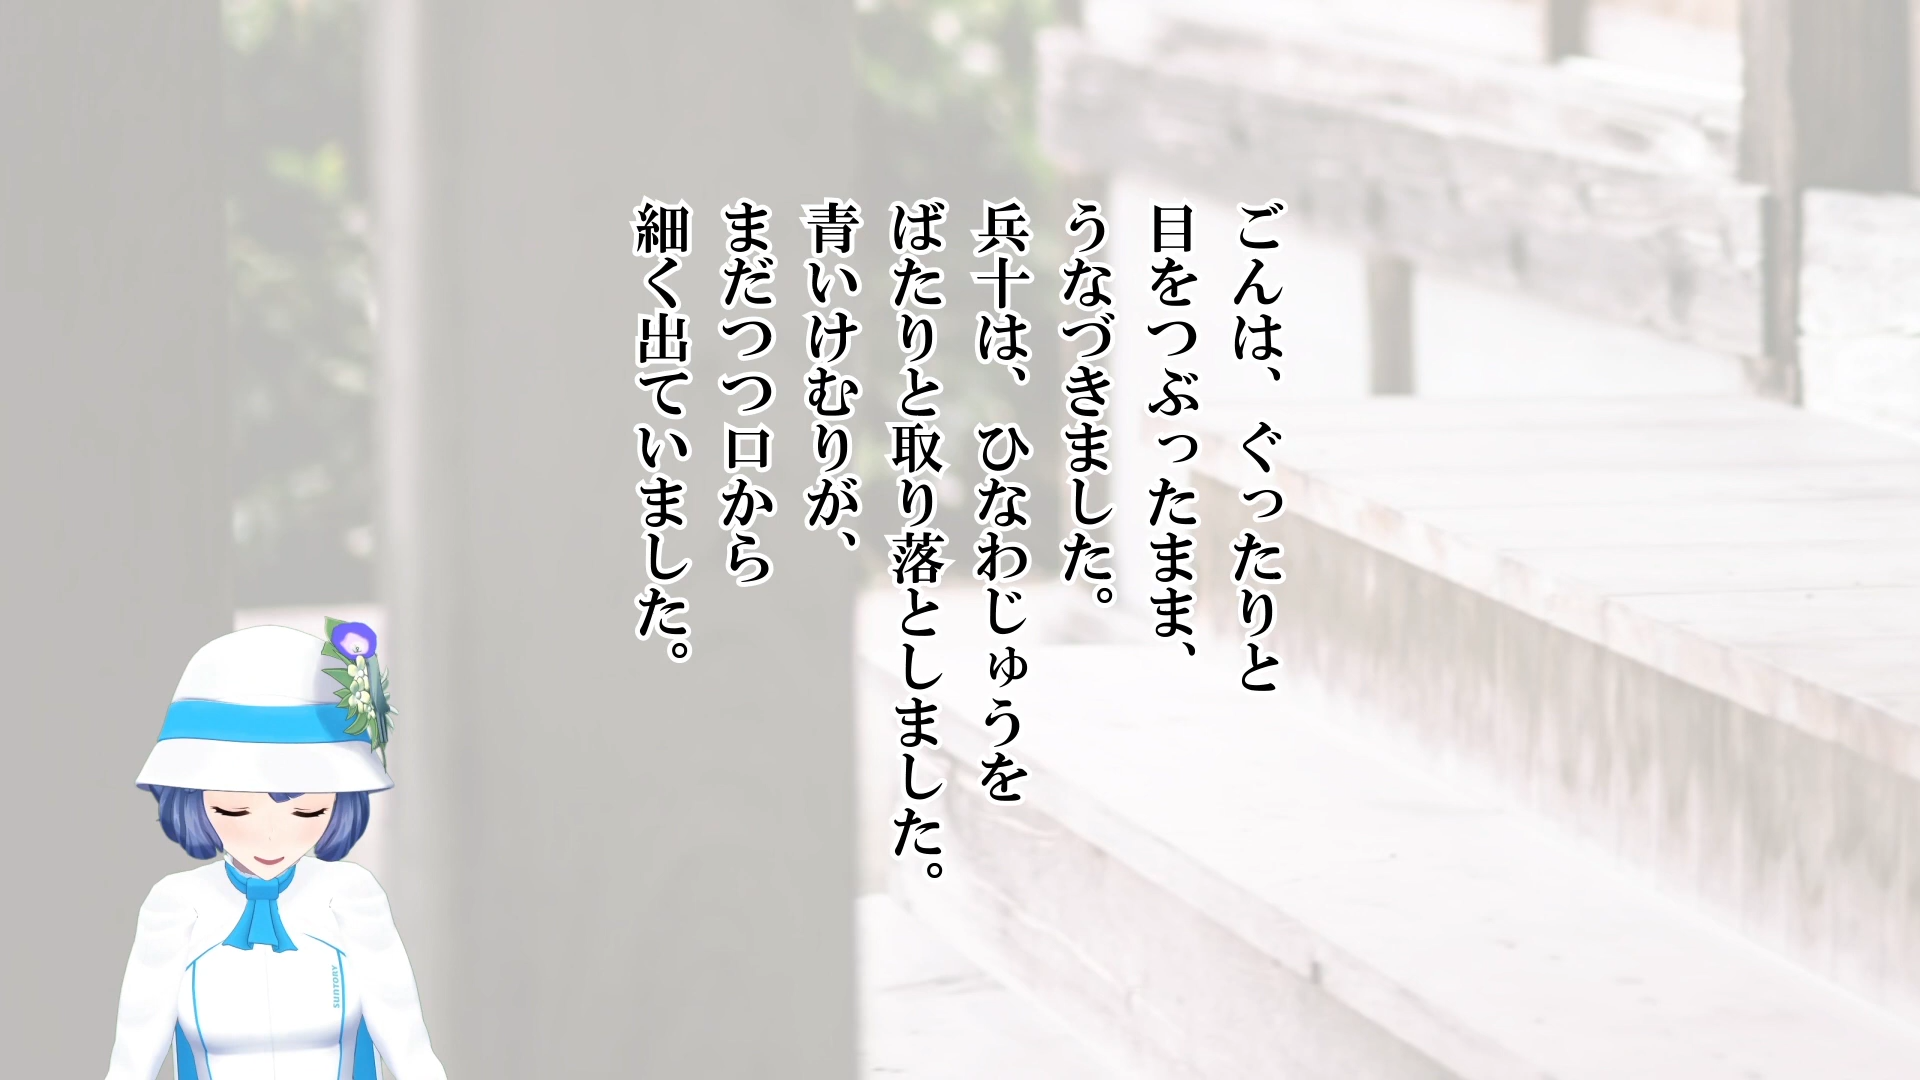 ごんは、ぐったりと
目をつぶったまま、
うなづきました。
兵十は、ひなわじゅうを
ばたりと取り落としました。
青いけむりが、
まだつつ口から
細く出ていました。
SUNTORY